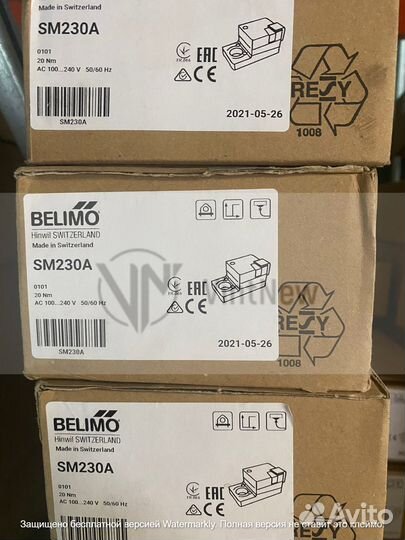 Made in Switzerland
SM230A
0101
20 Nm
AC 100...240 V 50/60 Hz
SM230A
EAC
CE
2021-05-26
RESY
1008
BELIMO
Hinwil SWITZERLAND
Made in Switzerland
SM230A
0101
20 Nm
AC 100...240 V 50/60 Hz
SM230A
EAC
CE
2021-05-26
VN VintNew
RESY
1008
BELIMO
Hinwil SWITZERLAND
Made in Switzerland
SM230A
0101
20 Nm
AC 100...240 V 50/60 Hz
EAC
Avito
Защищено бесплатной версией Watermarkly. Полная версия не ставит это клеймо.